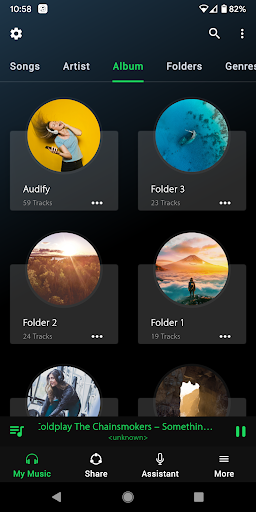 10:58
82%
Songs Artist Album Folders Genres
Audify
59 Tracks
Folder 3
23 Tracks
Folder 2
24 Tracks
Folder 1
19 Tracks
Coldplay The Chainsmokers – Somethin...
<unknown>
My Music Share Assistant More